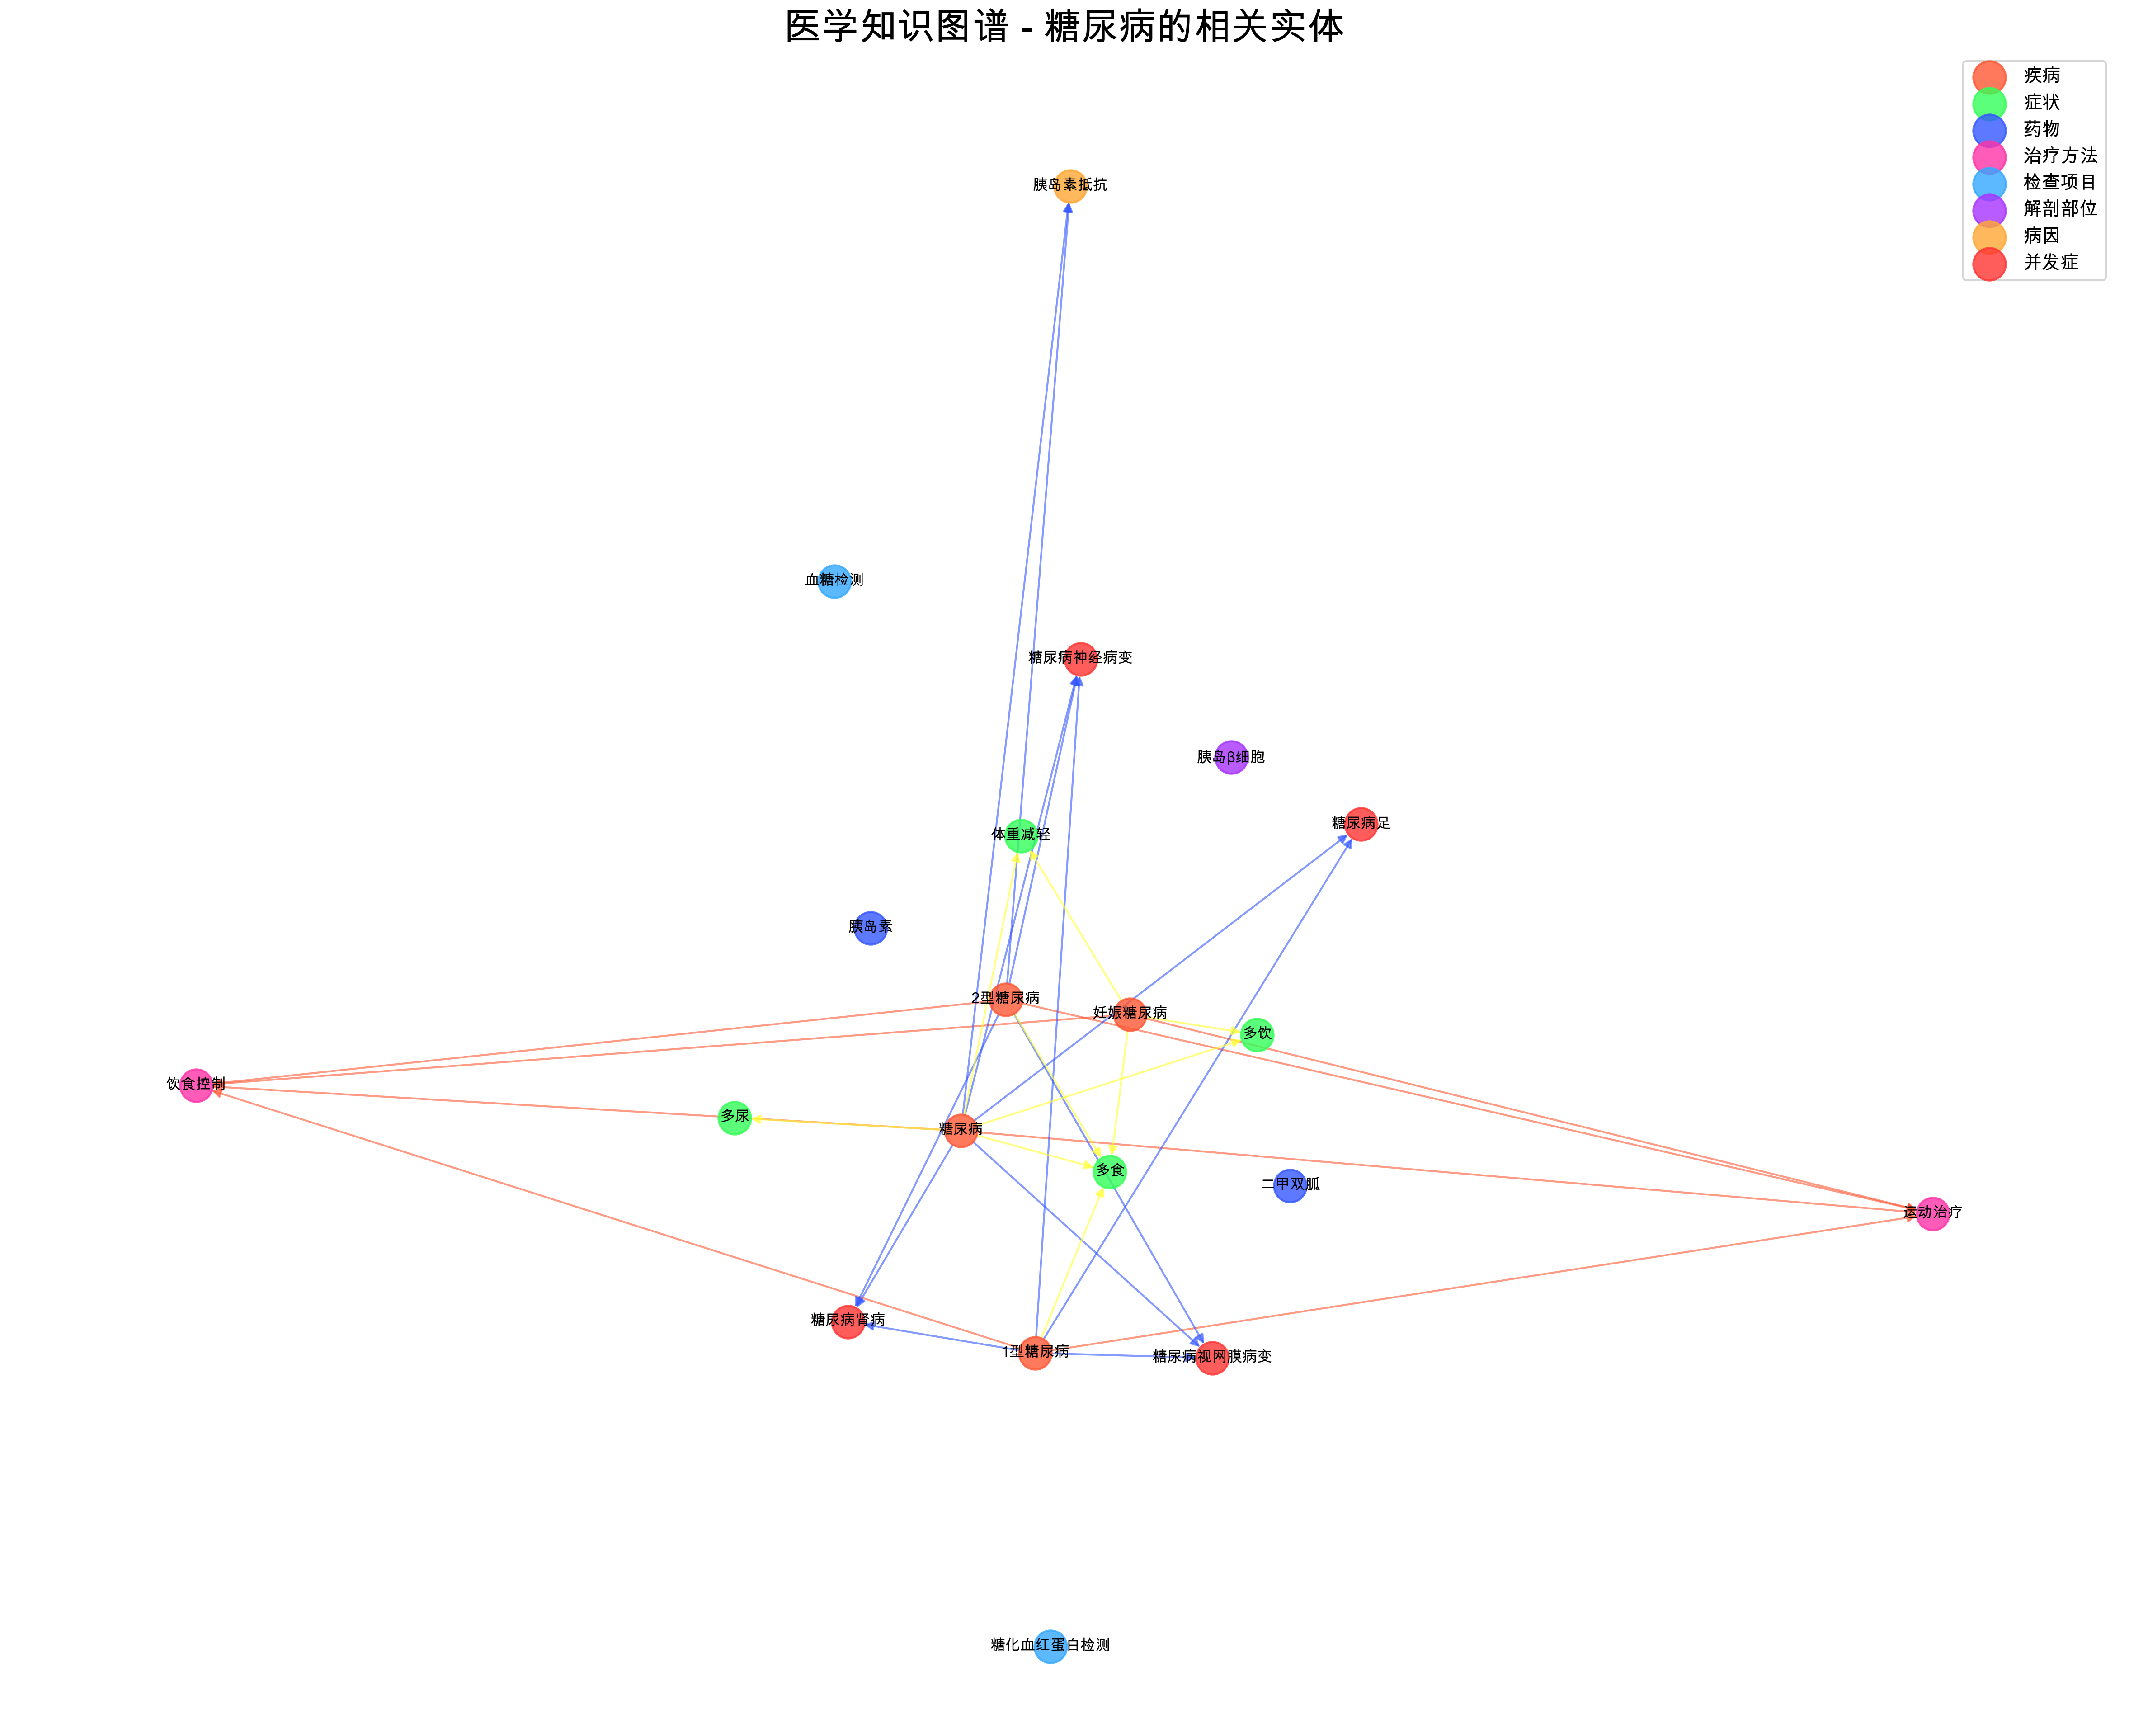 医学知识图谱 - 糖尿病的相关实体
疾病
症状
药物
治疗方法
检查项目
解剖部位
病因
并发症
胰岛素抵抗
血糖检测
糖尿病神经病变
胰岛β细胞
糖尿病足
体重减轻
胰岛素
2型糖尿病
妊娠糖尿病
多饮
饮食控制
多尿
糖尿病
多食
二甲双胍
运动治疗
糖尿病肾病
1型糖尿病
糖尿病视网膜病变
糖化血红蛋白检测